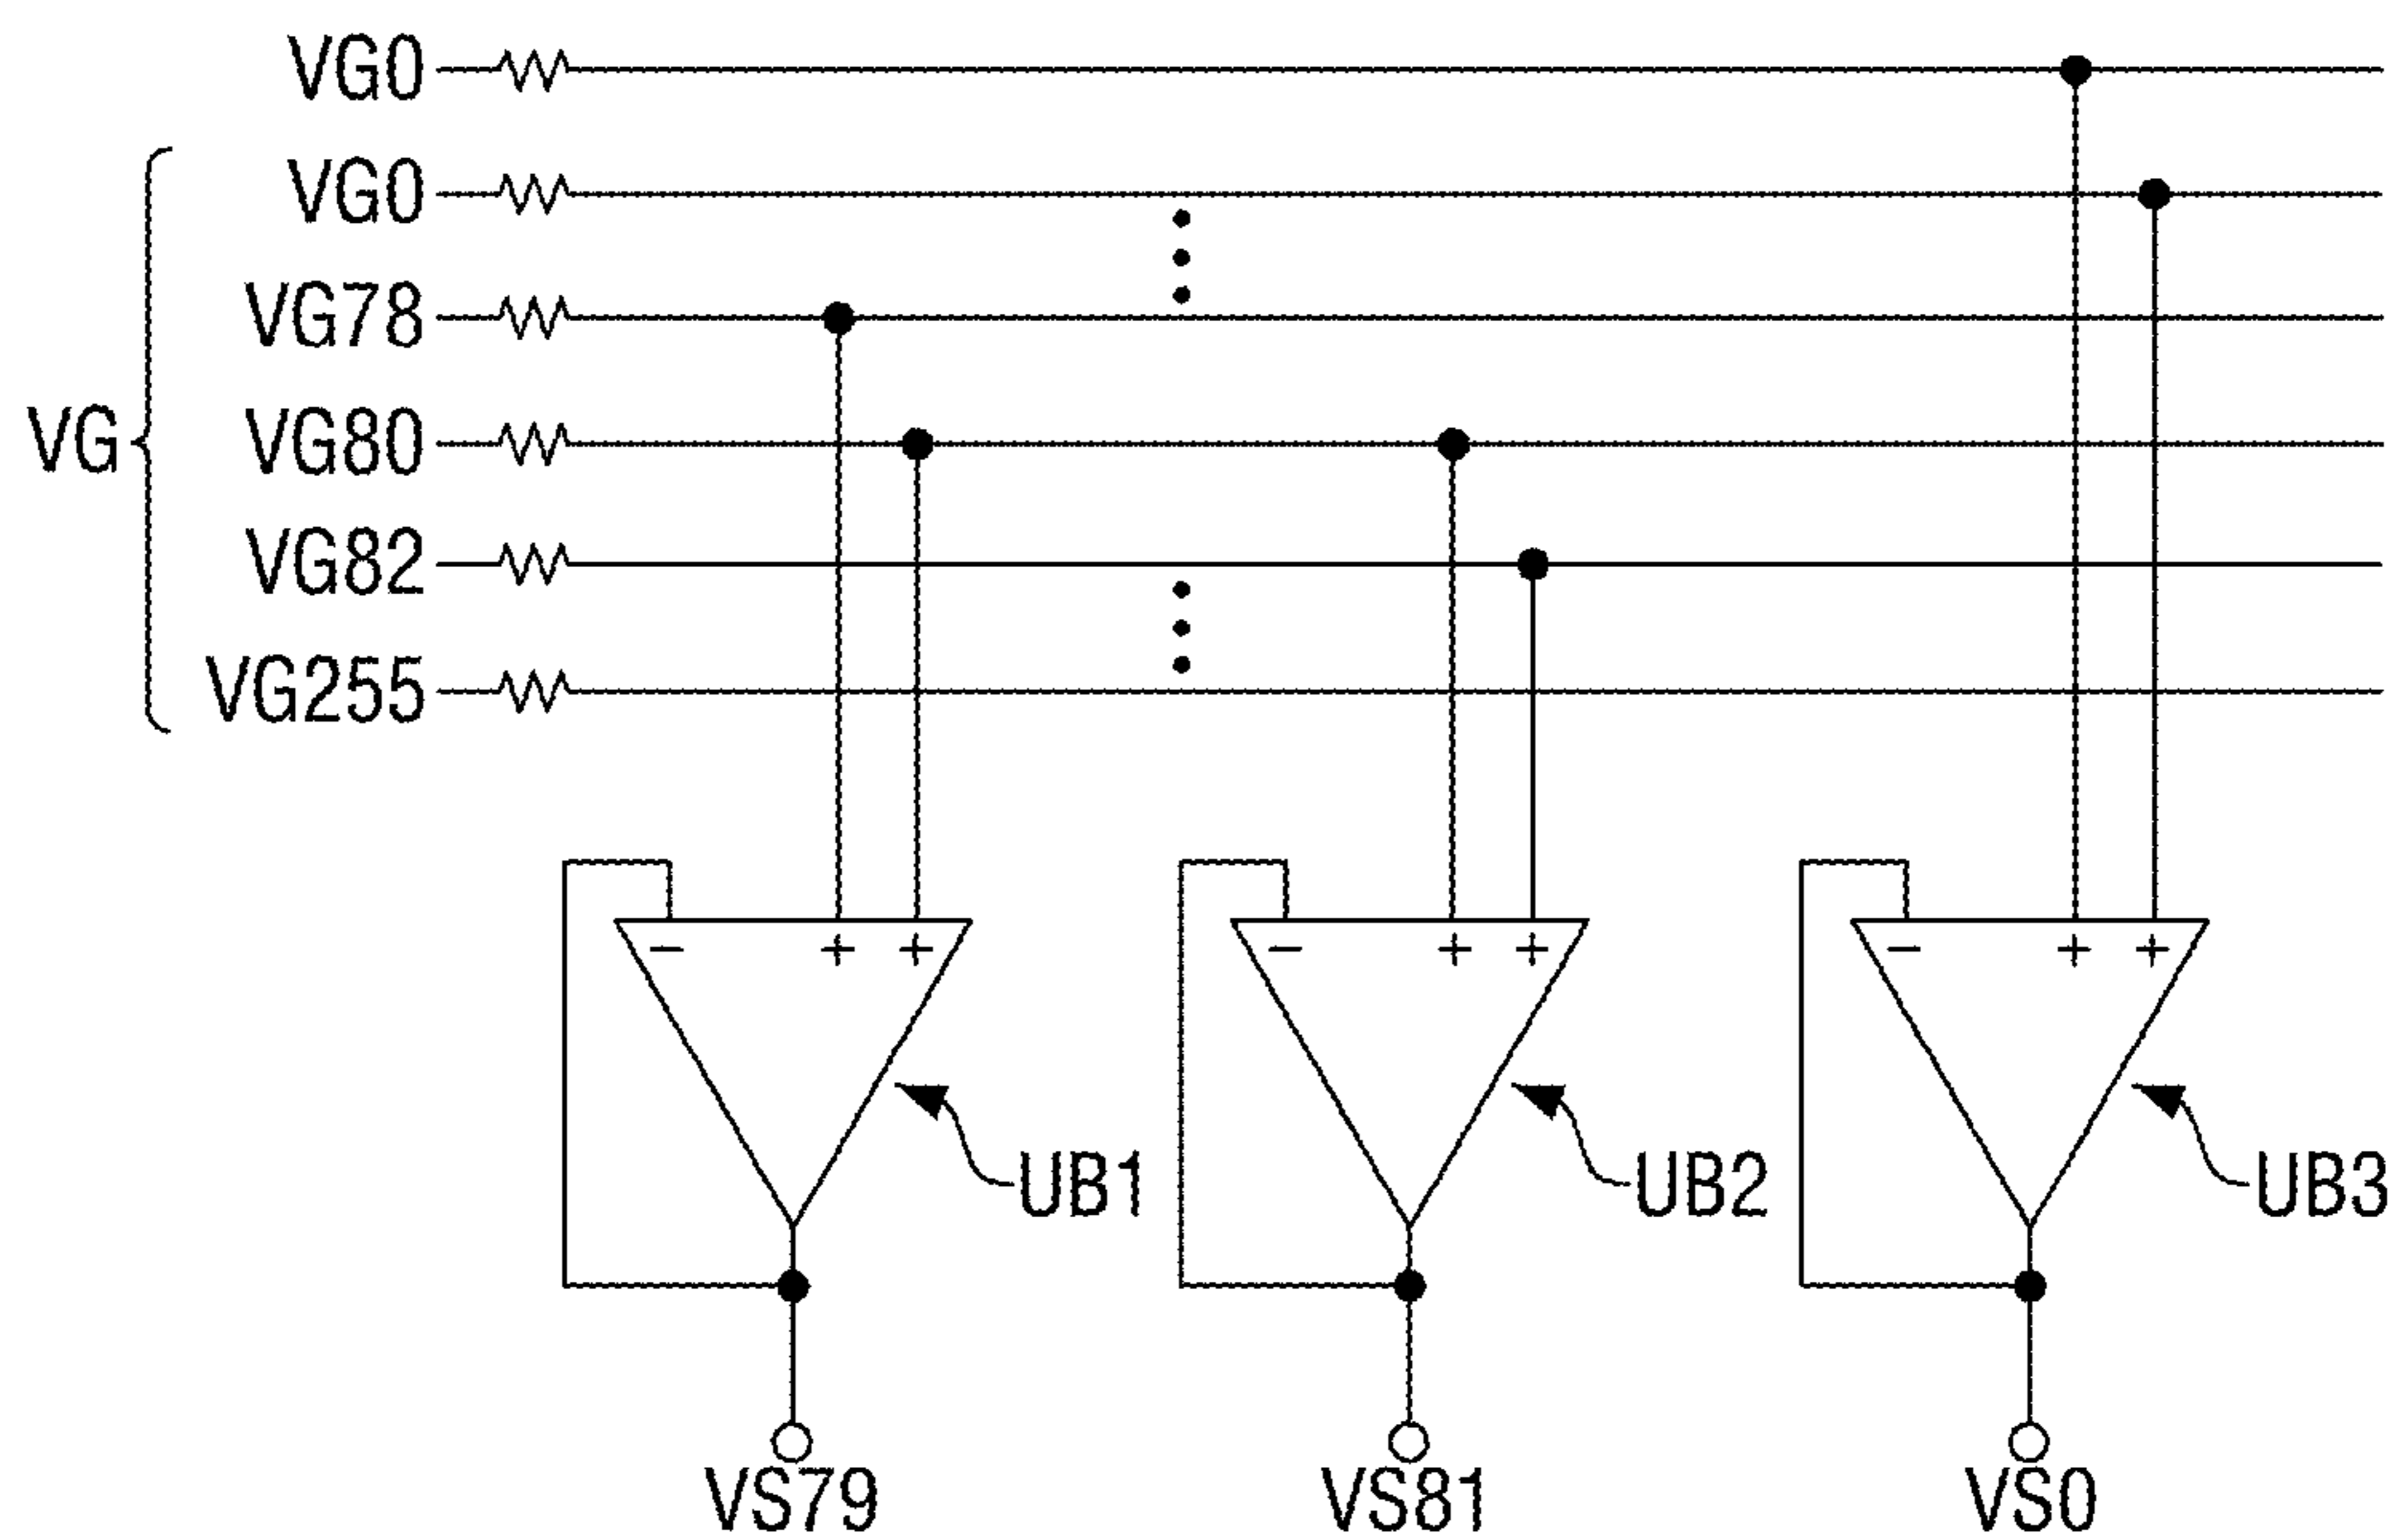 VG0
VG0
VG78
VG VG80
VG82
VG255
− + + − + + − + +
UB1 UB2 UB3
VS79 VS81 VS0